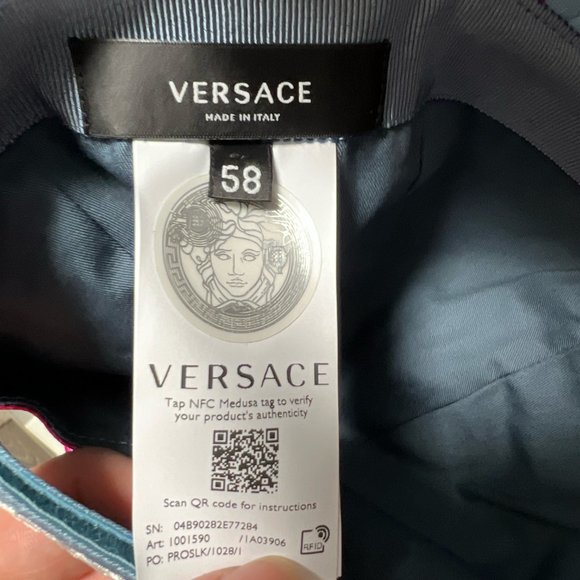 VERSACE
MADE IN ITALY
58
VERSACE
Tap NFC Medusa tag to verify
your product's authenticity
Scan QR code for instructions
SN: 04B90282E77284
Art: 1001590 /1A03906
PO: PROSLK/1028/1
RFID